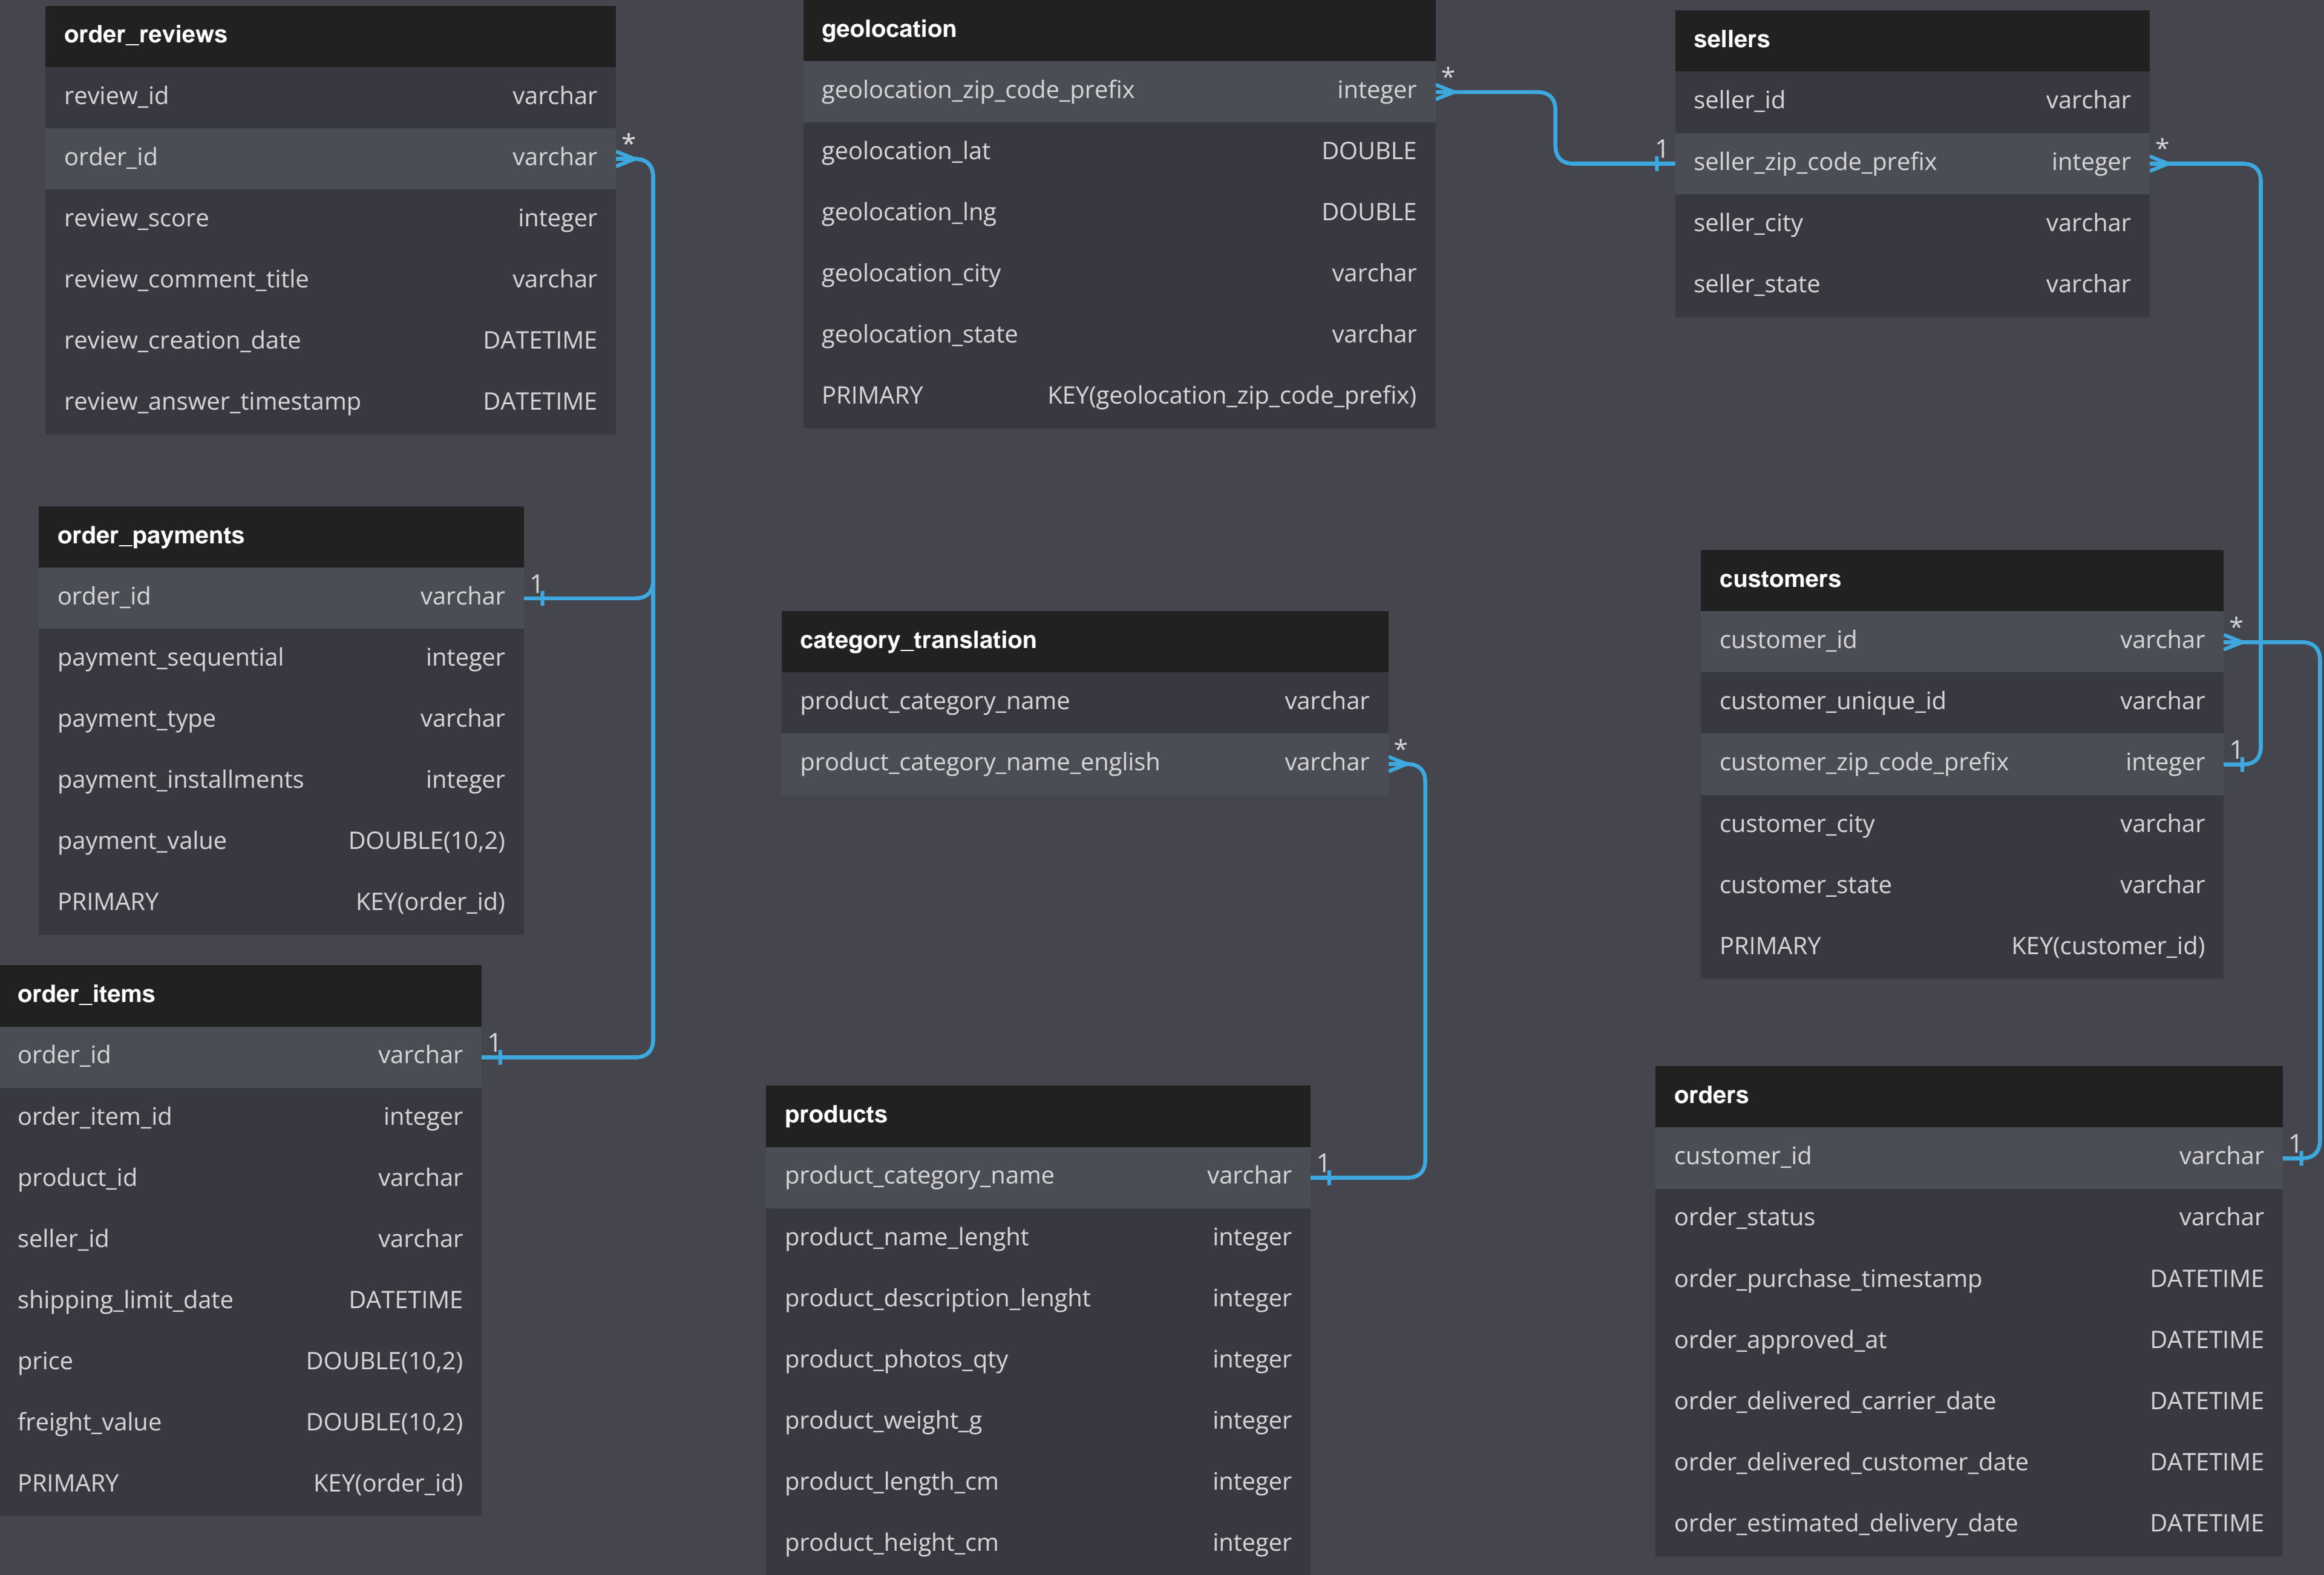 order_reviews
review_id varchar
order_id varchar *
review_score integer
review_comment_title varchar
review_creation_date DATETIME
review_answer_timestamp DATETIME
order_payments
order_id varchar 1
payment_sequential integer
payment_type varchar
payment_installments integer
payment_value DOUBLE(10,2)
PRIMARY KEY(order_id)
order_items
order_id varchar 1
order_item_id integer
product_id varchar
seller_id varchar
shipping_limit_date DATETIME
price DOUBLE(10,2)
freight_value DOUBLE(10,2)
PRIMARY KEY(order_id)
geolocation
geolocation_zip_code_prefix integer *
geolocation_lat DOUBLE
geolocation_lng DOUBLE
geolocation_city varchar
geolocation_state varchar
PRIMARY KEY(geolocation_zip_code_prefix)
category_translation
product_category_name varchar
product_category_name_english varchar *
products
product_category_name varchar 1
product_name_lenght integer
product_description_lenght integer
product_photos_qty integer
product_weight_g integer
product_length_cm integer
product_height_cm integer
sellers
seller_id varchar
1 seller_zip_code_prefix integer *
seller_city varchar
seller_state varchar
customers
customer_id varchar *
customer_unique_id varchar
customer_zip_code_prefix integer 1
customer_city varchar
customer_state varchar
PRIMARY KEY(customer_id)
orders
customer_id varchar 1
order_status varchar
order_purchase_timestamp DATETIME
order_approved_at DATETIME
order_delivered_carrier_date DATETIME
order_delivered_customer_date DATETIME
order_estimated_delivery_date DATETIME